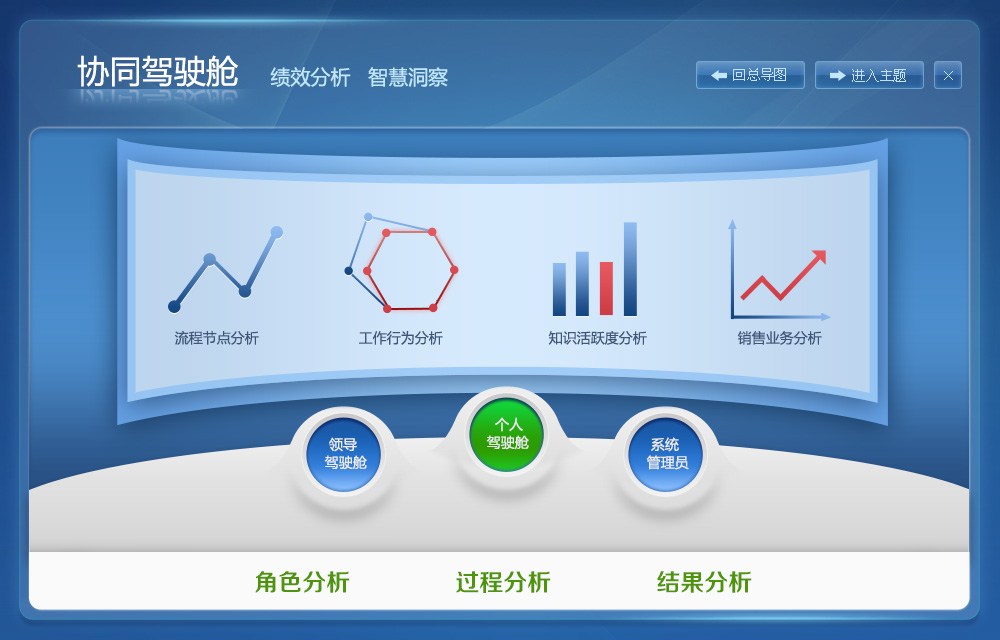 协同驾驶舱
绩效分析 智慧洞察
回总导图
进入主题
流程节点分析
工作行为分析
知识活跃度分析
销售业务分析
领导
驾驶舱
个人
驾驶舱
系统
管理员
角色分析
过程分析
结果分析